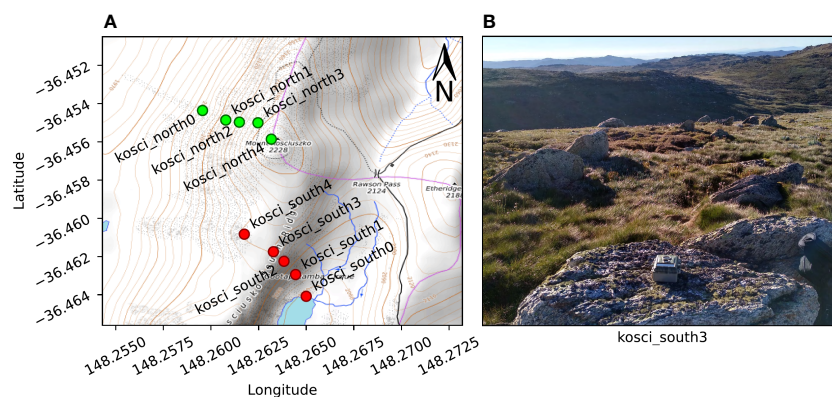 A
B
kosci_north0
kosci_north1
kosci_north2
kosci_north3
kosci_north4
Mount Kosciuszko
2228
N
Rawson Pass
2124
Etheridge
218
kosci_south4
kosci_south3
kosci_south1
kosci_south2
kosci_south0
−36.452
−36.454
−36.456
−36.458
−36.460
−36.462
−36.464
Latitude
148.2550
148.2575
148.2600
148.2625
148.2650
148.2675
148.2700
148.2725
Longitude
kosci_south3